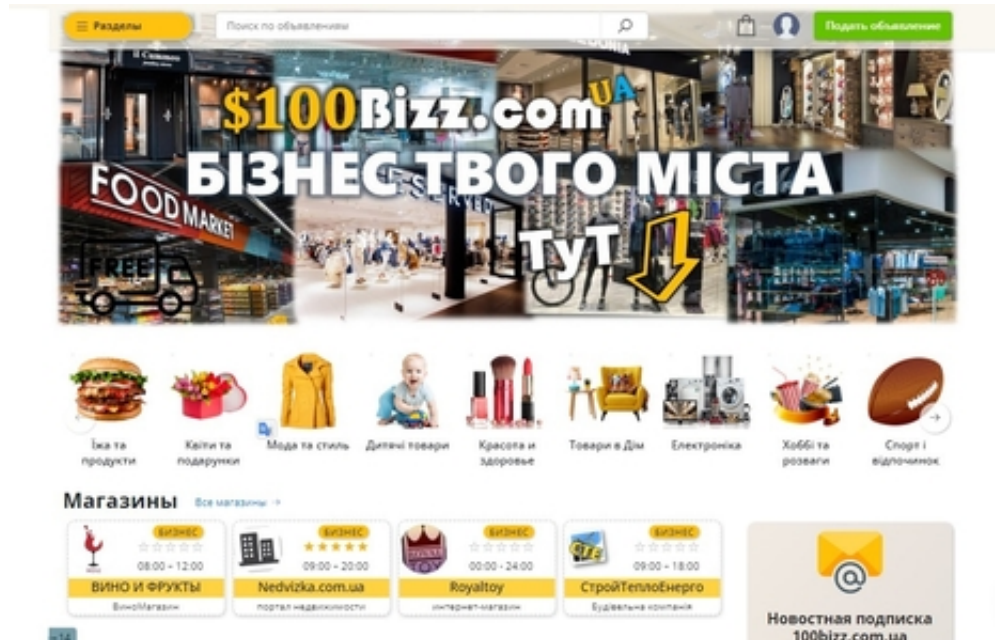 Разделы
Поиск по объявлениям
Подать объявление
$100Bizz.com UA
БІЗНЕС ТВОГО МІСТА
FOOD MARKET
FREE
Тут
Їжа та продукти
Квіти та подарунки
Мода та стиль
Дитячі товари
Красота и здоровье
Товари в Дім
Електроніка
Хоббі та розваги
Спорт і відпочинок
Магазины
Все магазины →
БИЗНЕС
08:00 - 12:00
ВИНО И ФРУКТЫ
ВиноМагазин
БИЗНЕС
09:00 - 20:00
Nedvizka.com.ua
портал недвижимости
БИЗНЕС
00:00 - 24:00
Royaltoy
интернет-магазин
БИЗНЕС
09:00 - 18:00
СтройТеплоЕнерго
Будівельна компанія
Новостная подписка
100bizz.com.ua